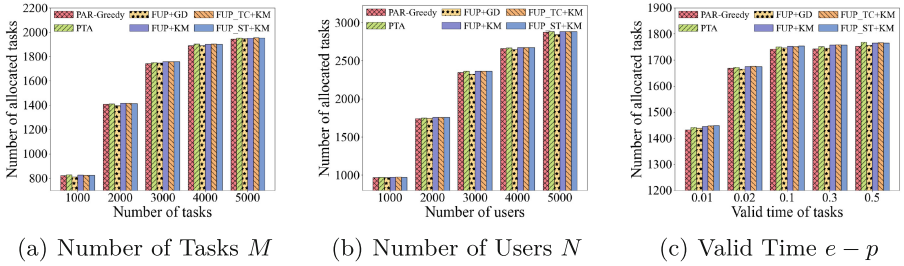 PAR-Greedy FUP+GD FUP_TC+KM
PTA FUP+KM FUP_ST+KM
Number of allocated tasks
2200
2000
1800
1600
1400
1200
1000
800
1000 2000 3000 4000 5000
Number of tasks
(a) Number of Tasks M
PAR-Greedy FUP+GD FUP_TC+KM
PTA FUP+KM FUP_ST+KM
Number of allocated tasks
3000
2500
2000
1500
1000
1000 2000 3000 4000 5000
Number of users
(b) Number of Users N
PAR-Greedy FUP+GD FUP_TC+KM
PTA FUP+KM FUP_ST+KM
Number of allocated tasks
1900
1800
1700
1600
1500
1400
1300
1200
0.01 0.02 0.1 0.3 0.5
Valid time of tasks
(c) Valid Time e − p